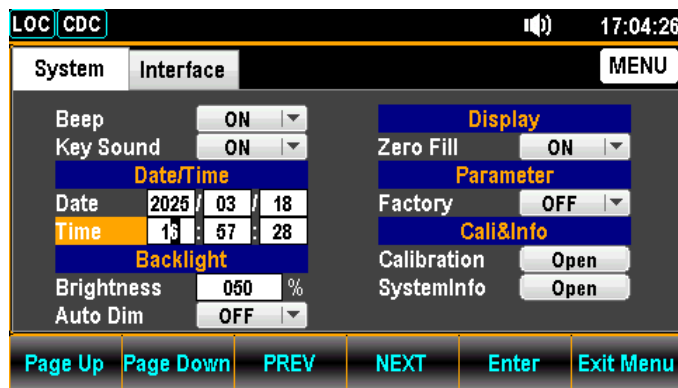 LOC CDC 17:04:26
System Interface MENU
Beep ON
Key Sound ON
Date/Time
Date 2025 / 03 / 18
Time 16 : 57 : 28
Backlight
Brightness 050 %
Auto Dim OFF
Display
Zero Fill ON
Parameter
Factory OFF
Cali&Info
Calibration Open
SystemInfo Open
Page Up Page Down PREV NEXT Enter Exit Menu